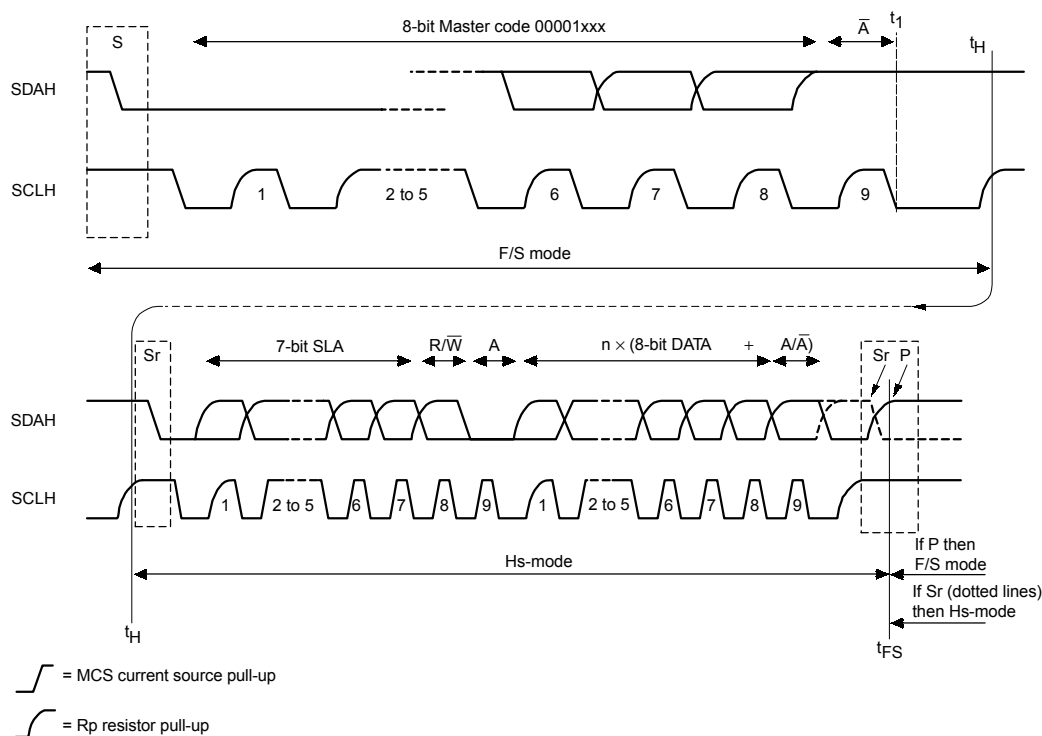 8-bit Master code 00001xxx
S
A̅
t1
tH
SDAH
SCLH
1
2 to 5
6
7
8
9
F/S mode
Sr
7-bit SLA
R/W̅
A
n × (8-bit DATA
+
A/A̅)
Sr P
SDAH
SCLH
1
2 to 5
6
7
8
9
1
2 to 5
6
7
8
9
If P then
F/S mode
Hs-mode
If Sr (dotted lines)
then Hs-mode
tH
tFS
= MCS current source pull-up
= Rp resistor pull-up